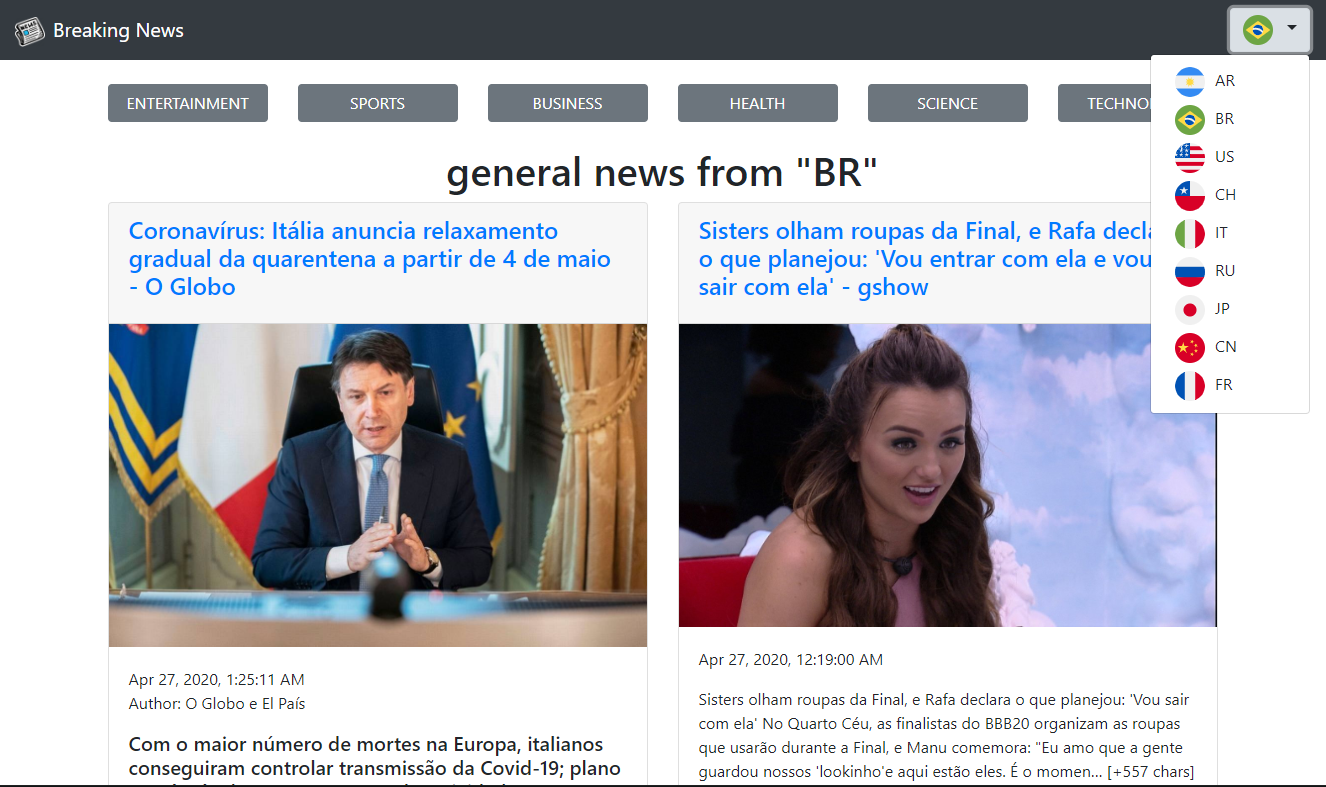 Breaking News
ENTERTAINMENT
SPORTS
BUSINESS
HEALTH
SCIENCE
AR
BR
US
CH
IT
RU
JP
CN
FR
general news from "BR"
Coronavírus: Itália anuncia relaxamento
gradual da quarentena a partir de 4 de maio
- O Globo
Apr 27, 2020, 1:25:11 AM
Author: O Globo e El País
Com o maior número de mortes na Europa, italianos
conseguiram controlar transmissão da Covid-19; plano
Sisters olham roupas da Final, e Rafa
o que planejou: 'Vou entrar com ela e vou
sair com ela' - gshow
Apr 27, 2020, 12:19:00 AM
Sisters olham roupas da Final, e Rafa declara o que planejou: 'Vou sair
com ela' No Quarto Céu, as finalistas do BBB20 organizam as roupas
que usarão durante a Final, e Manu comemora: "Eu amo que a gente
guardou nossos 'lookinho'e aqui estão eles. É o momen... [+557 chars]